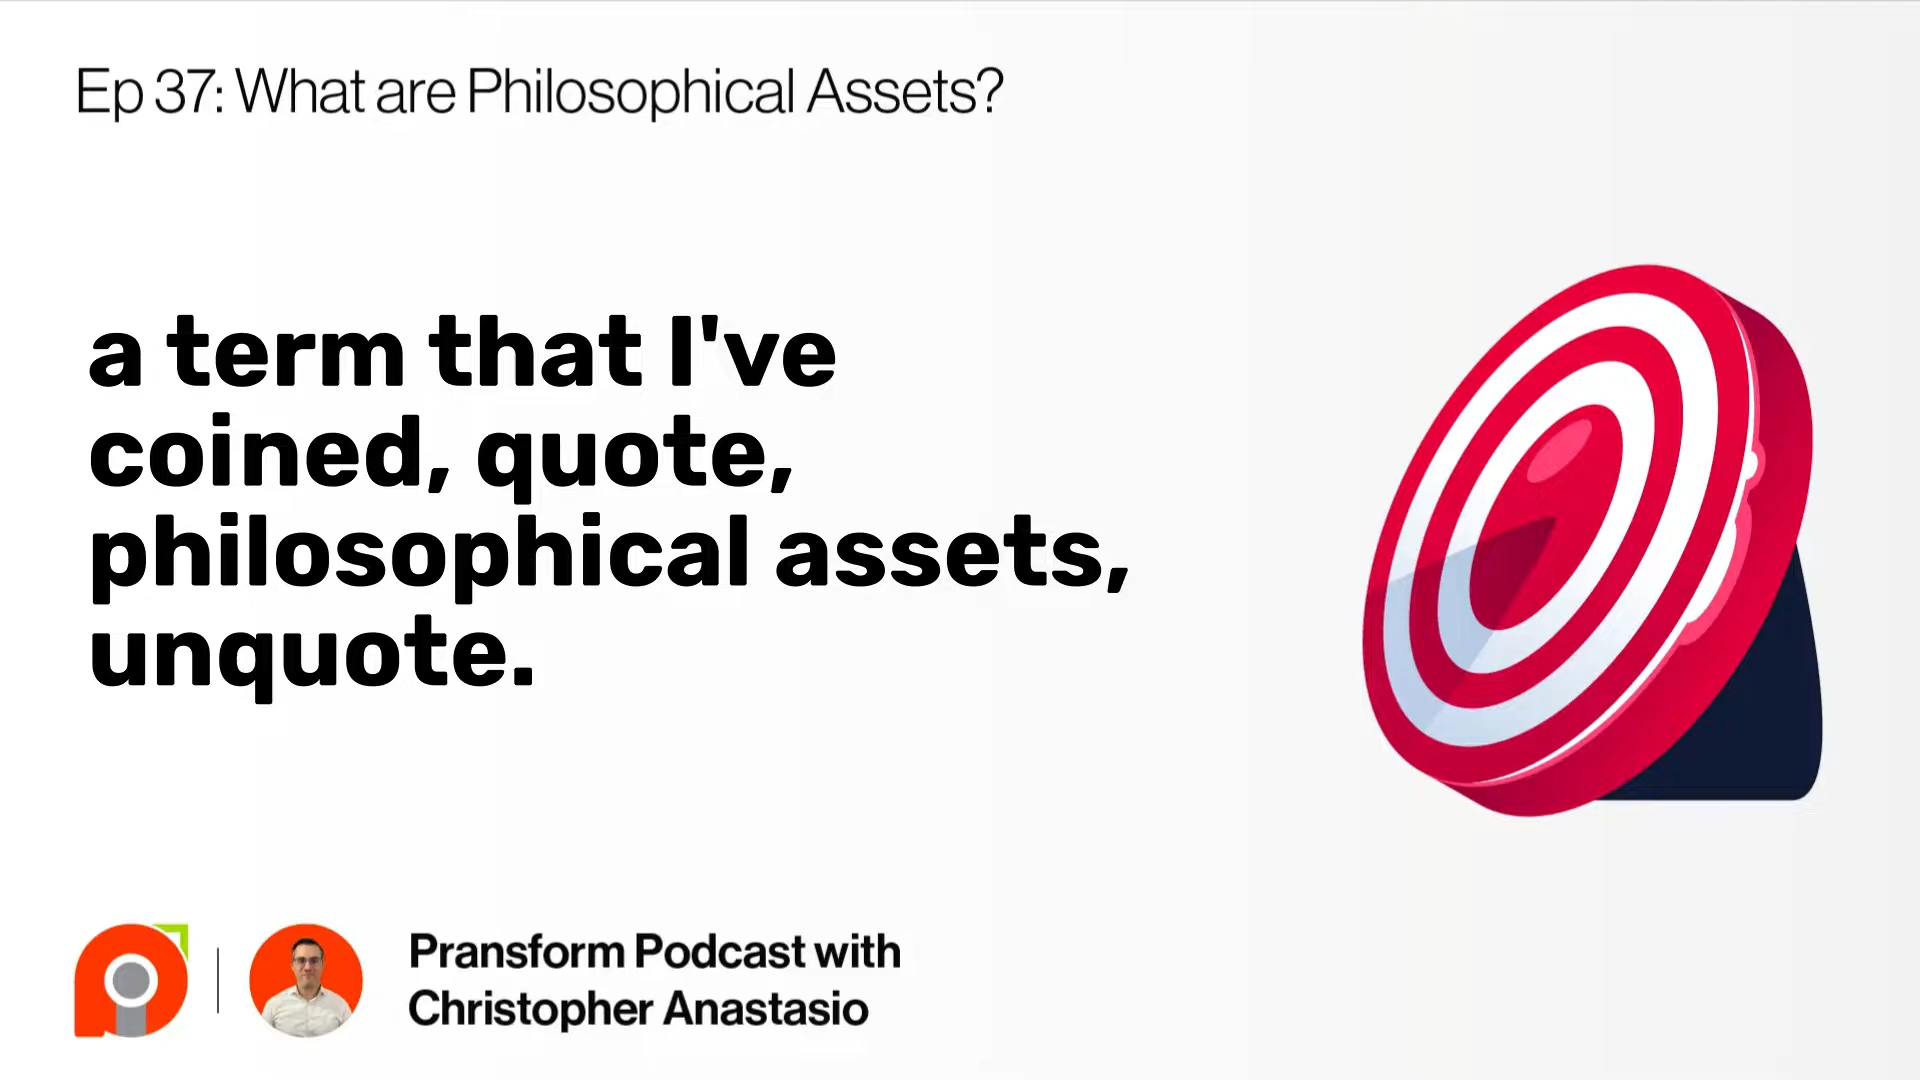 Ep 37: What are Philosophical Assets?
a term that I've
coined, quote,
philosophical assets,
unquote.
Pransform Podcast with
Christopher Anastasio